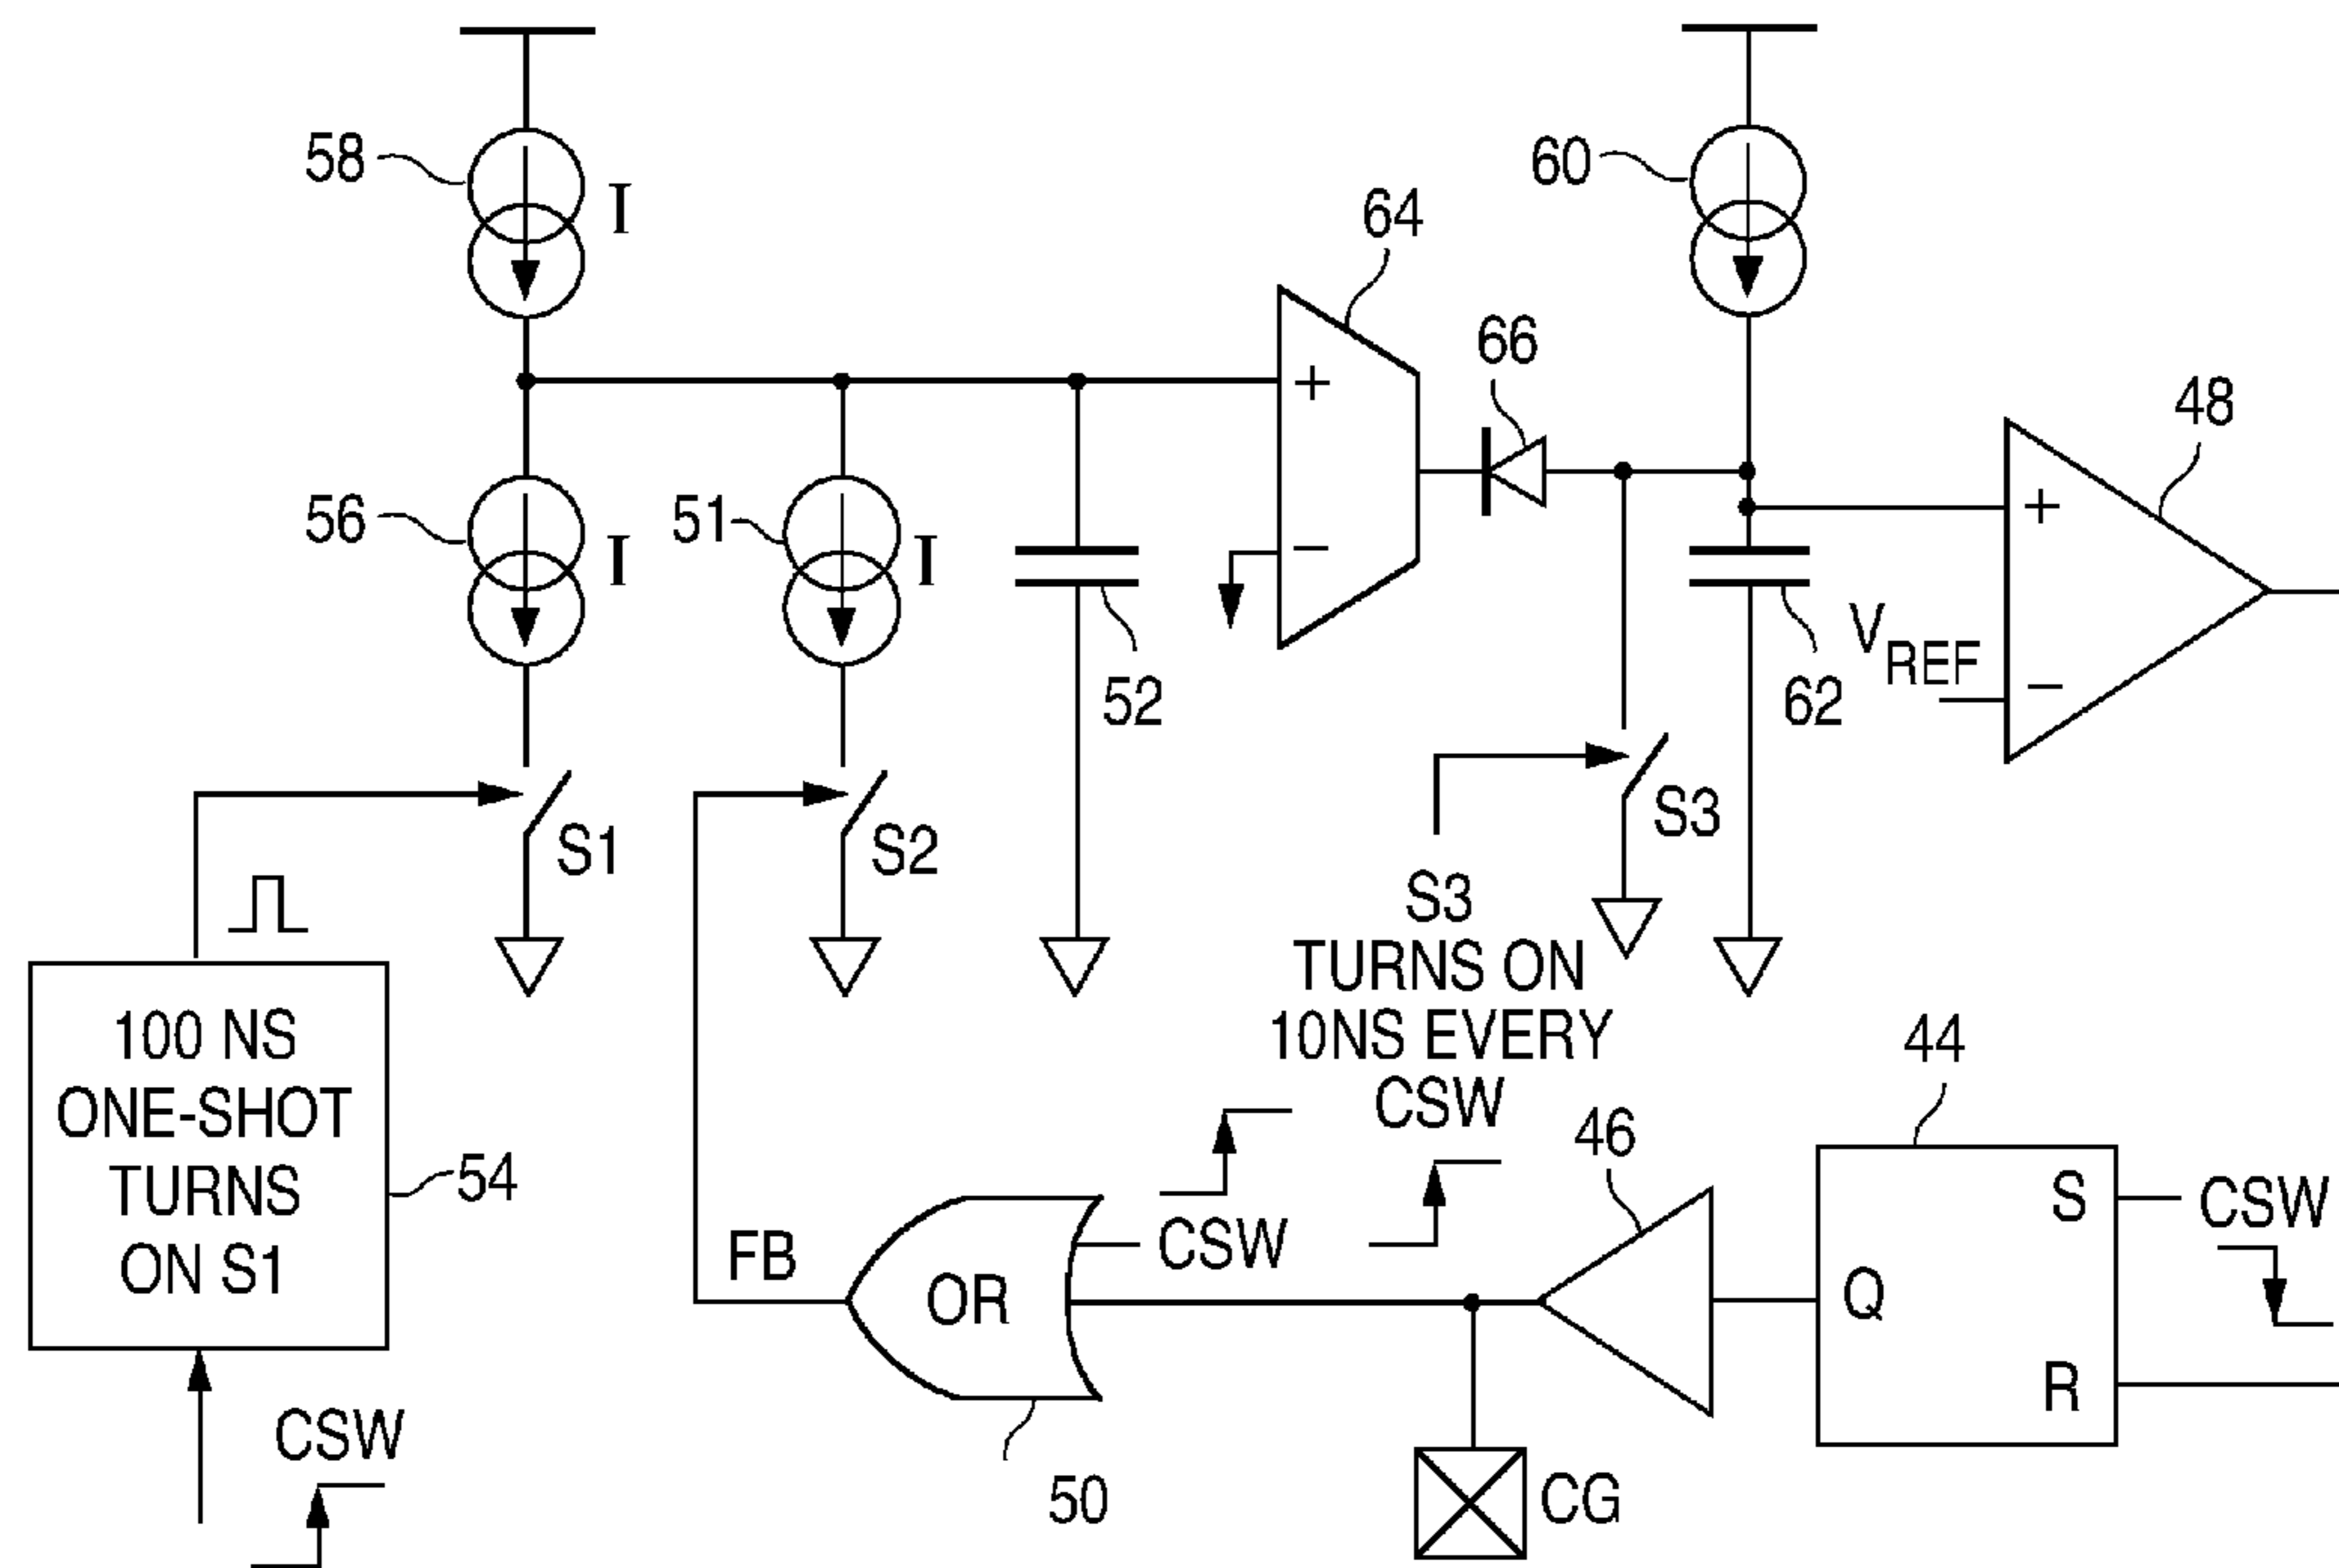 58
I
60
64
66
48
+
+
56
I
51
I
−
52
62
V REF
−
S1
S2
S3
S3
TURNS ON
10NS EVERY
CSW
100 NS
ONE-SHOT
TURNS
ON S1
54
44
46
S
CSW
FB
OR
CSW
Q
R
CSW
50
CG